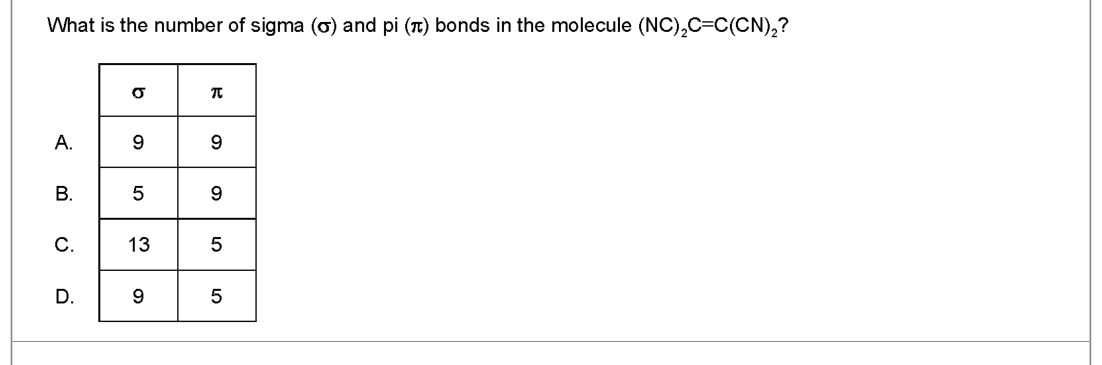 What is the number of sigma (σ) and pi (π) bonds in the molecule (NC)₂C=C(CN)₂?
σ π
A. 9 9
B. 5 9
C. 13 5
D. 9 5